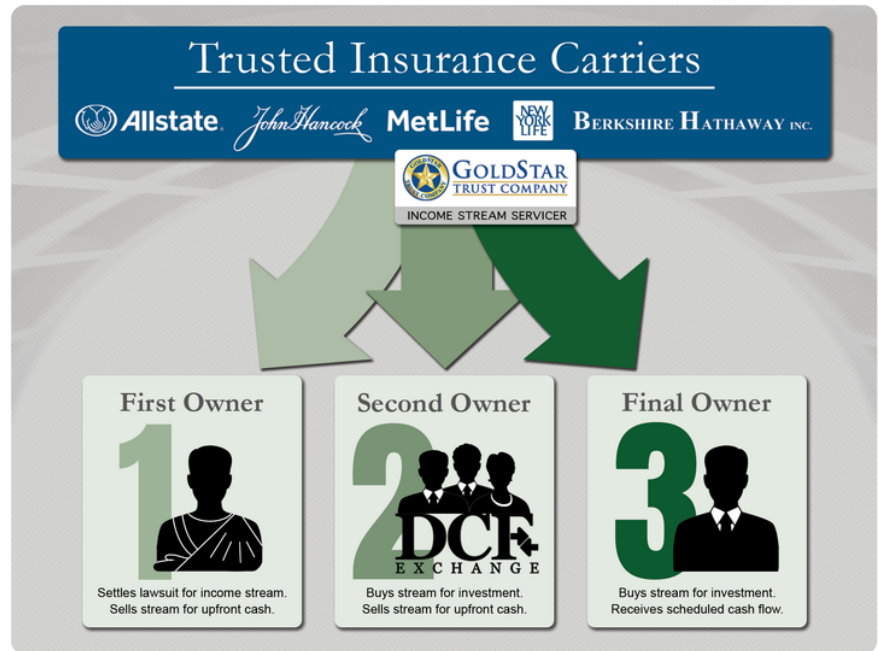 Trusted Insurance Carriers
Allstate. John Hancock MetLife NEW YORK LIFE BERKSHIRE HATHAWAY INC.
GOLDSTAR
TRUST COMPANY
GOLDSTAR TRUST COMPANY
INCOME STREAM SERVICER
First Owner
1
Settles lawsuit for income stream.
Sells stream for upfront cash.
Second Owner
2
DCF
EXCHANGE
Buys stream for investment.
Sells stream for upfront cash.
Final Owner
3
Buys stream for investment.
Receives scheduled cash flow.